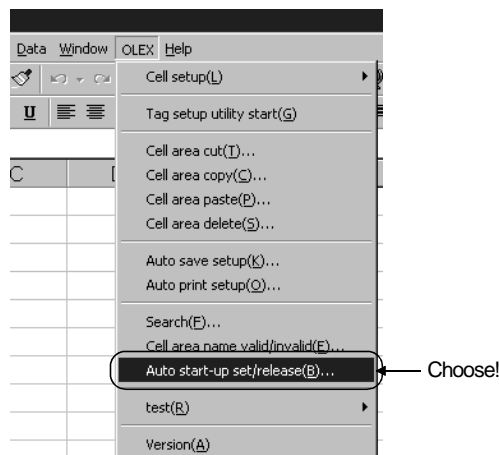 Data Window OLEX Help
Cell setup(L)
U
Tag setup utility start(G)
Cell area cut(T)...
C
Cell area copy(C)...
Cell area paste(P)...
Cell area delete(S)...
Auto save setup(K)...
Auto print setup(O)...
Search(F)...
Cell area name valid/invalid(E)...
Auto start-up set/release(B)...
Choose!
test(R)
Version(A)